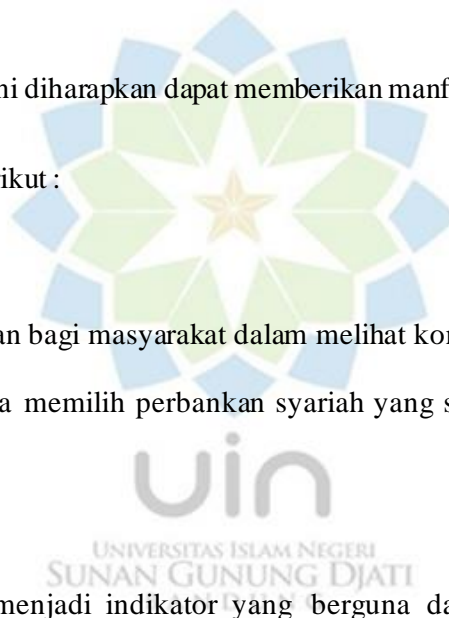 ni diharapkan dapat memberikan manf
rikut :
an bagi masyarakat dalam melihat kon
a memilih perbankan syariah yang s
uin
UNIVERSITAS ISLAM NEGERI
SUNAN GUNUNG DJATI
menjadi indikator yang berguna da